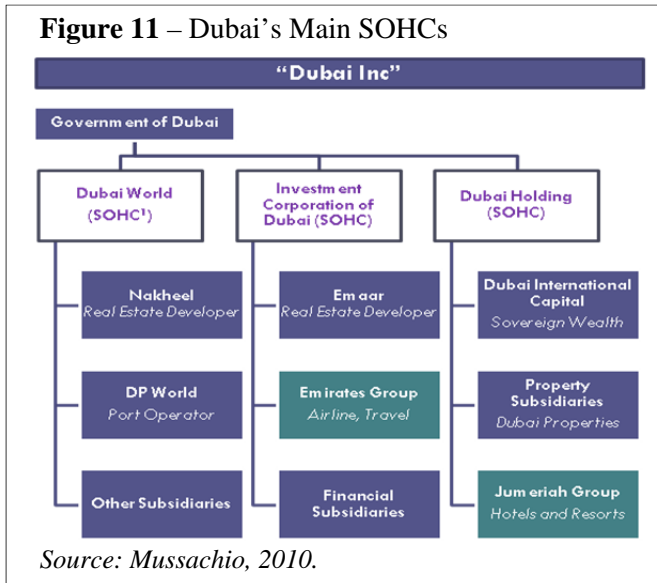 Figure 11 – Dubai's Main SOHCs
“Dubai Inc”
Government of Dubai
Dubai World
(SOHC¹)
Nakheel
Real Estate Developer
DP World
Port Operator
Other Subsidiaries
Investment
Corporation of
Dubai (SOHC)
Emaar
Real Estate Developer
Emirates Group
Airline, Travel
Financial
Subsidiaries
Dubai Holding
(SOHC)
Dubai International
Capital
Sovereign Wealth
Property
Subsidiaries
Dubai Properties
Jumeriah Group
Hotels and Resorts
Source: Mussachio, 2010.